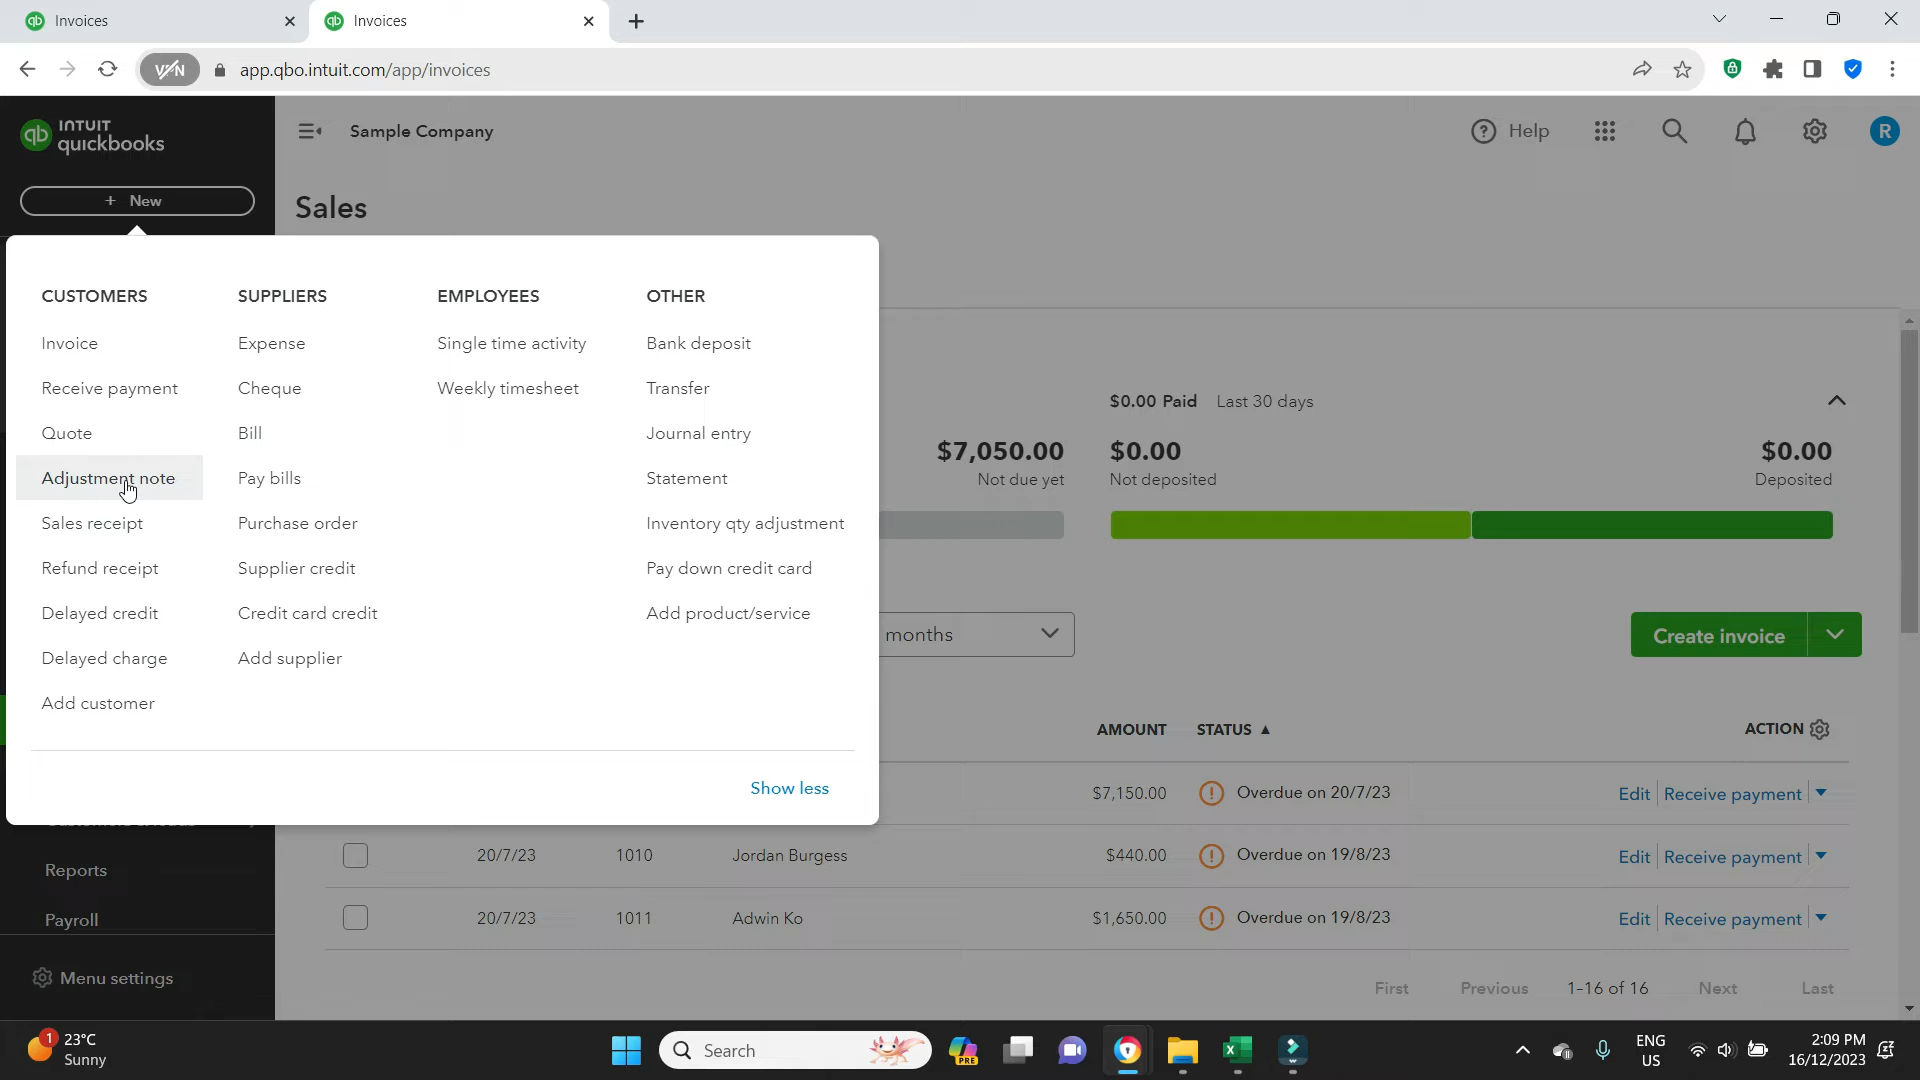 Invoices
Invoices
VPN
app.qbo.intuit.com/app/invoices
qb INTUIT quickbooks
Sample Company
Help
R
+ New
Sales
CUSTOMERS
Invoice
Receive payment
Quote
Adjustment note
Sales receipt
Refund receipt
Delayed credit
Delayed charge
Add customer
SUPPLIERS
Expense
Cheque
Bill
Pay bills
Purchase order
Supplier credit
Credit card credit
Add supplier
EMPLOYEES
Single time activity
Weekly timesheet
OTHER
Bank deposit
Transfer
Journal entry
Statement
Inventory qty adjustment
Pay down credit card
Add product/service
Show less
$0.00 Paid Last 30 days
$7,050.00 $0.00 $0.00
Not due yet Not deposited Deposited
months
Create invoice
AMOUNT STATUS ▲ ACTION
$7,150.00 Overdue on 20/7/23 Edit Receive payment
20/7/23 1010 Jordan Burgess $440.00 Overdue on 19/8/23 Edit Receive payment
20/7/23 1011 Adwin Ko $1,650.00 Overdue on 19/8/23 Edit Receive payment
First Previous 1-16 of 16 Next Last
Reports
Payroll
Menu settings
1
23°C
Sunny
Search
PRE
ENG
US
2:09 PM
16/12/2023